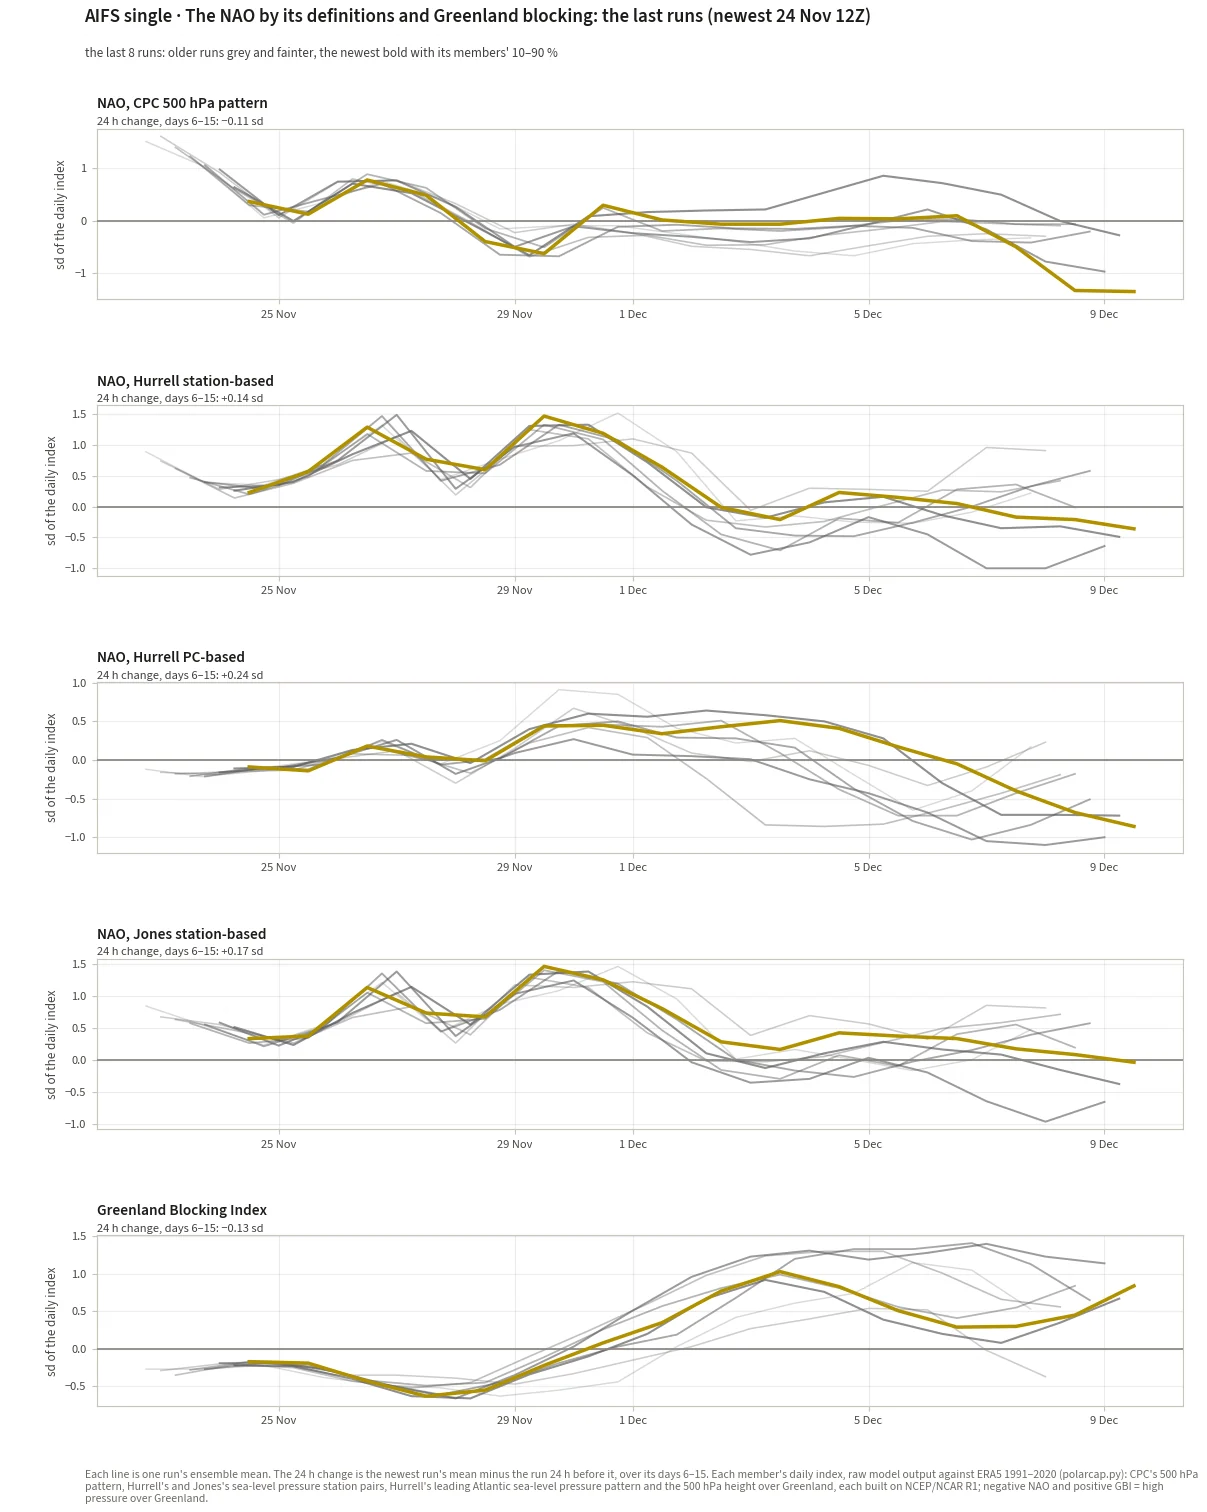 AIFS single · The NAO by its definitions and Greenland blocking: the last runs (newest 24 Nov 12Z)
the last 8 runs: older runs grey and fainter, the newest bold with its members' 10–90 %
NAO, CPC 500 hPa pattern
24 h change, days 6–15: −0.11 sd
sd of the daily index
1
0
−1
25 Nov
29 Nov
1 Dec
5 Dec
9 Dec
NAO, Hurrell station-based
24 h change, days 6–15: +0.14 sd
sd of the daily index
1.5
1.0
0.5
0.0
−0.5
−1.0
25 Nov
29 Nov
1 Dec
5 Dec
9 Dec
NAO, Hurrell PC-based
24 h change, days 6–15: +0.24 sd
sd of the daily index
1.0
0.5
0.0
−0.5
−1.0
25 Nov
29 Nov
1 Dec
5 Dec
9 Dec
NAO, Jones station-based
24 h change, days 6–15: +0.17 sd
sd of the daily index
1.5
1.0
0.5
0.0
−0.5
−1.0
25 Nov
29 Nov
1 Dec
5 Dec
9 Dec
Greenland Blocking Index
24 h change, days 6–15: −0.13 sd
sd of the daily index
1.5
1.0
0.5
0.0
−0.5
25 Nov
29 Nov
1 Dec
5 Dec
9 Dec
Each line is one run's ensemble mean. The 24 h change is the newest run's mean minus the run 24 h before it, over its days 6–15. Each member's daily index, raw model output against ERA5 1991–2020 (polarcap.py): CPC's 500 hPa
pattern, Hurrell's and Jones's sea-level pressure station pairs, Hurrell's leading Atlantic sea-level pressure pattern and the 500 hPa height over Greenland, each built on NCEP/NCAR R1; negative NAO and positive GBI = high
pressure over Greenland.